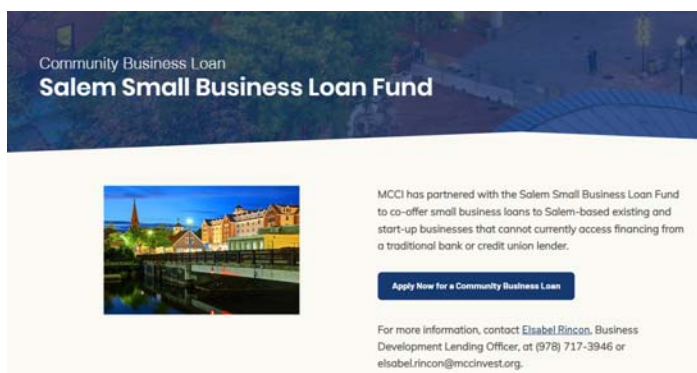 Community Business Loan
Salem Small Business Loan Fund
MCCI has partnered with the Salem Small Business Loan Fund
to co-offer small business loans to Salem-based existing and
start-up businesses that cannot currently access financing from
a traditional bank or credit union lender.
Apply Now for a Community Business Loan
For more information, contact Elsabel Rincon, Business
Development Lending Officer, at (978) 717-3946 or
elsabel.rincon@mccinvest.org.